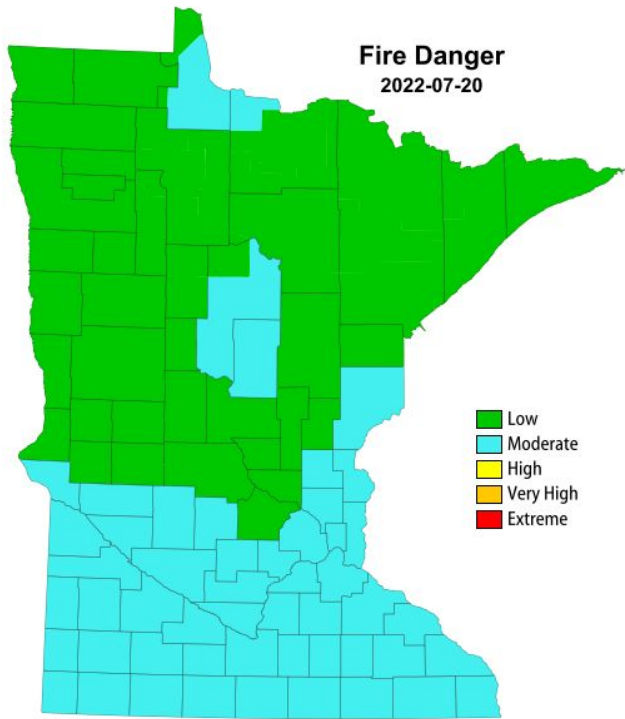 Fire Danger
2022-07-20
Low
Moderate
High
Very High
Extreme